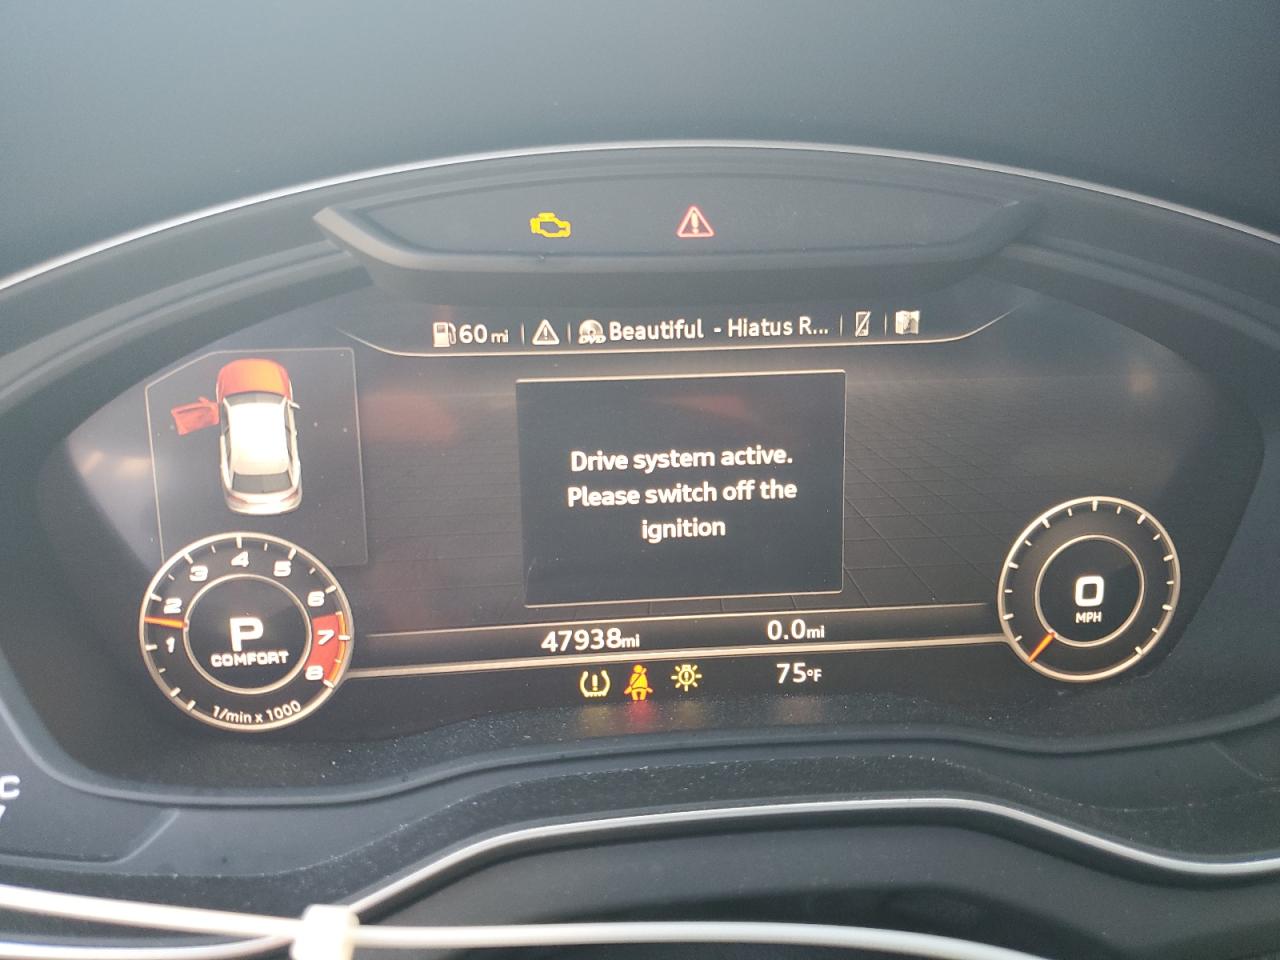 60 mi
DVD Beautiful - Hiatus R...
Drive system active.
Please switch off the
ignition
1 2 3 4 5 6 7 8
P
COMFORT
1/min x 1000
0
MPH
47938mi
0.0mi
75°F
C